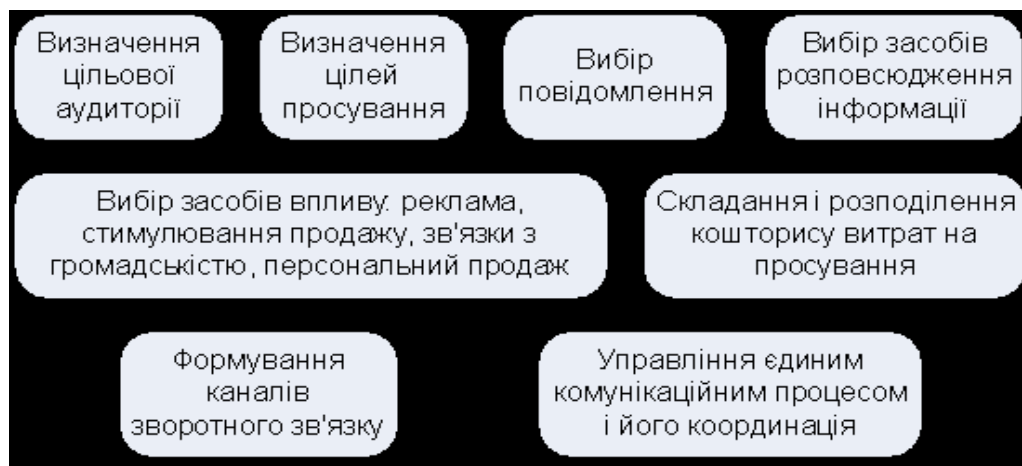 Визначення
цільової
аудиторії
Визначення
цілей
просування
Вибір
повідомлення
Вибір засобів
розповсюдження
інформації
Вибір засобів впливу: реклама,
стимулювання продажу, зв'язки з
громадськістю, персональний продаж
Складання і розподілення
кошторису витрат на
просування
Формування
каналів
зворотного зв'язку
Управління єдиним
комунікаційним процесом
і його координація